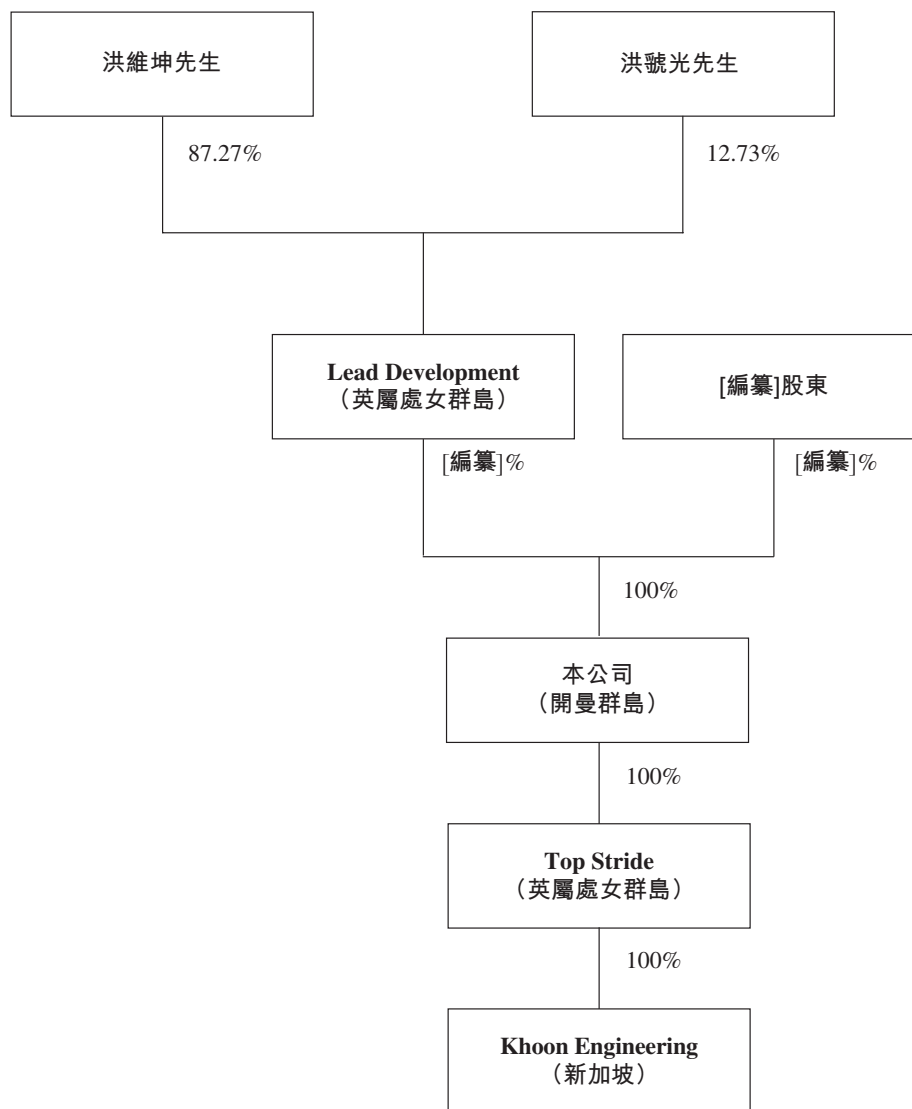 洪維坤先生
洪虢光先生
87.27%
12.73%
Lead Development
（英屬處女群島）
[編纂]股東
[編纂]%
[編纂]%
100%
本公司
（開曼群島）
100%
Top Stride
（英屬處女群島）
100%
Khoon Engineering
（新加坡）